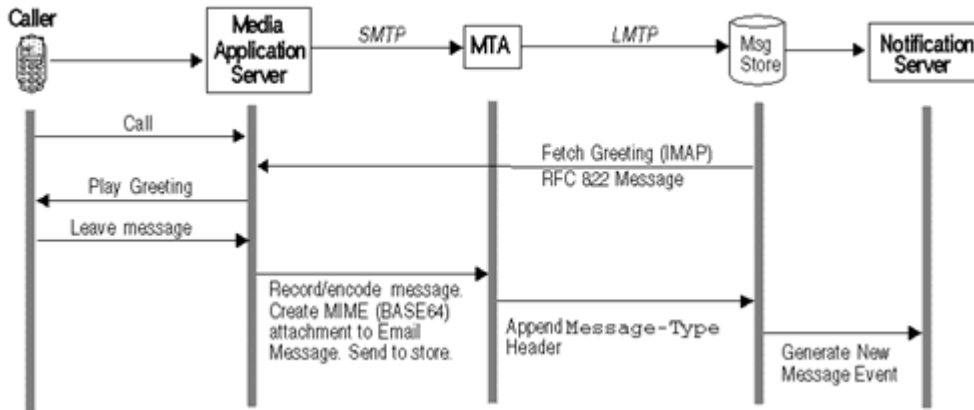 Caller
Media
Application
Server
SMTP
MTA
LMTP
Msg
Store
Notification
Server
Call
Fetch Greeting (IMAP)
RFC 822 Message
Play Greeting
Leave message
Record/encode message.
Create MIME (BASE64)
attachment to Email
Message. Send to store.
Append Message-Type
Header
Generate New
Message Event